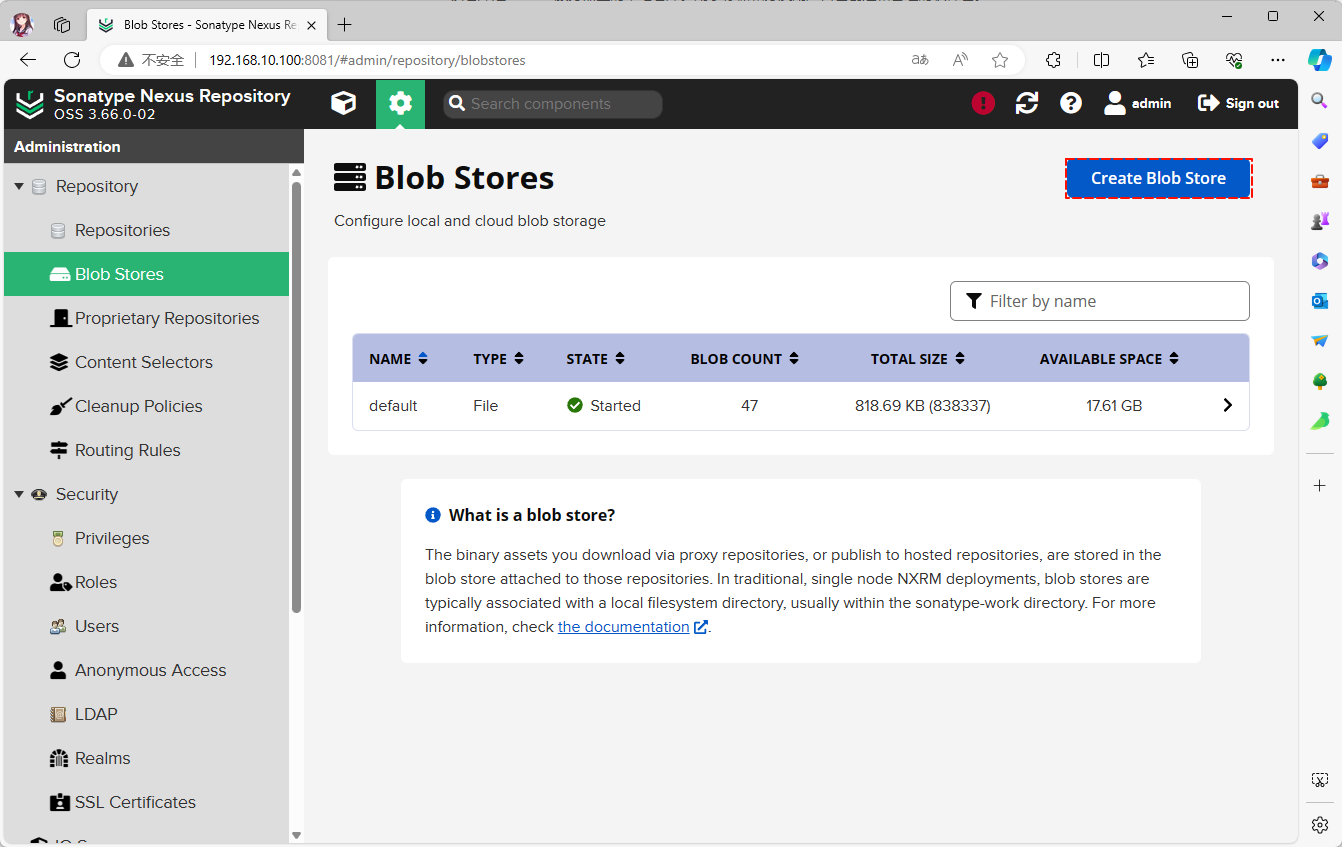 Blob Stores - Sonatype Nexus Re
不安全
192.168.10.100:8081/#admin/repository/blobstores
Sonatype Nexus Repository
OSS 3.66.0-02
Search components
admin
Sign out
Administration
Repository
Repositories
Blob Stores
Proprietary Repositories
Content Selectors
Cleanup Policies
Routing Rules
Security
Privileges
Roles
Users
Anonymous Access
LDAP
Realms
SSL Certificates
Blob Stores
Create Blob Store
Configure local and cloud blob storage
Filter by name
NAME TYPE STATE BLOB COUNT TOTAL SIZE AVAILABLE SPACE
default File Started 47 818.69 KB (838337) 17.61 GB
What is a blob store?
The binary assets you download via proxy repositories, or publish to hosted repositories, are stored in the
blob store attached to those repositories. In traditional, single node NXRM deployments, blob stores are
typically associated with a local filesystem directory, usually within the sonatype-work directory. For more
information, check the documentation.